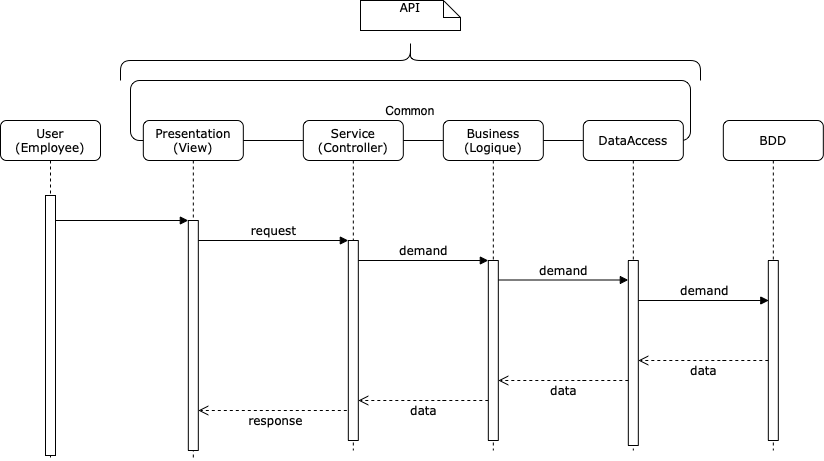 API
Common
User
(Employee)
Presentation
(View)
Service
(Controller)
Business
(Logique)
DataAccess
BDD
request
demand
demand
demand
data
data
data
response